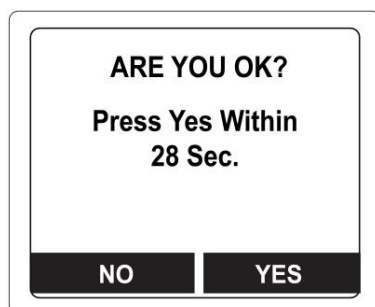 ARE YOU OK?
Press Yes Within
28 Sec.
NO YES